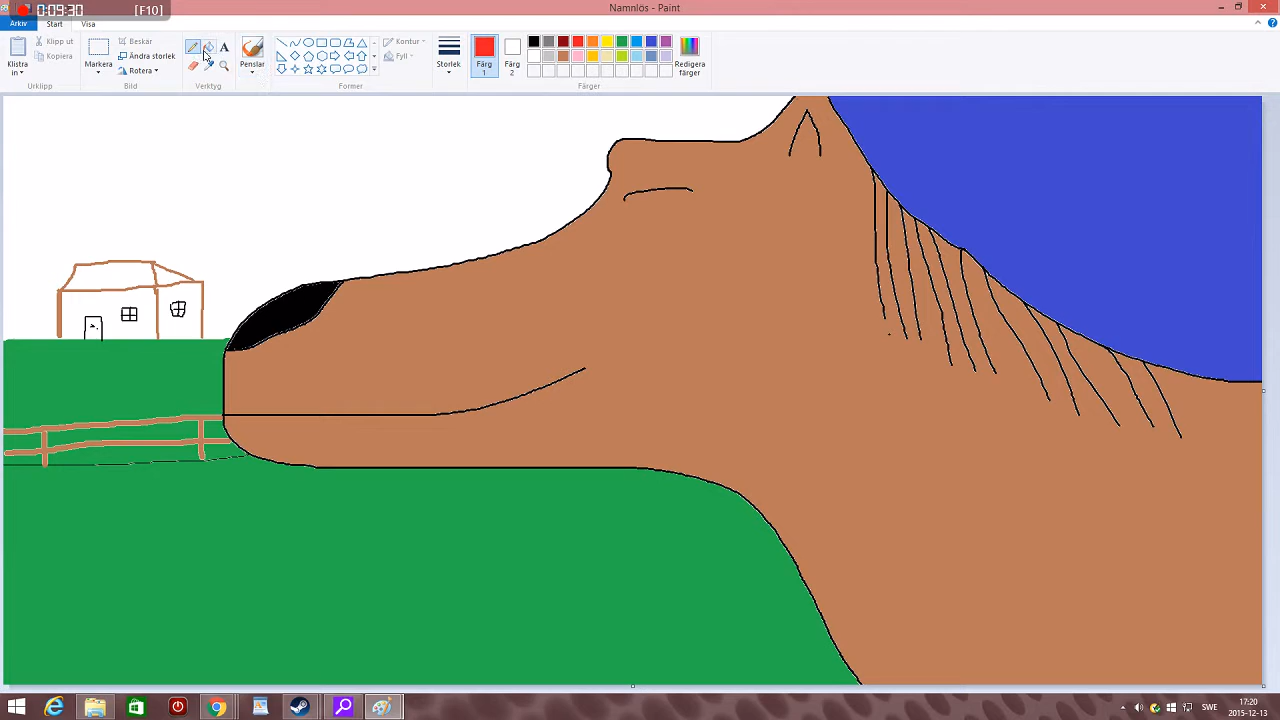 0:09:30 [F10]
Namnlös - Paint
Arkiv Start Visa
Klistra in
Klipp ut
Kopiera
Urklipp
Markera
Beskär
Ändra storlek
Rotera
Bild
A
Verktyg
Penslar
Kontur
Fyll
Former
Storlek
Färg 1
Färg 2
Redigera färger
Färger
SWE
17:20
2015-12-13